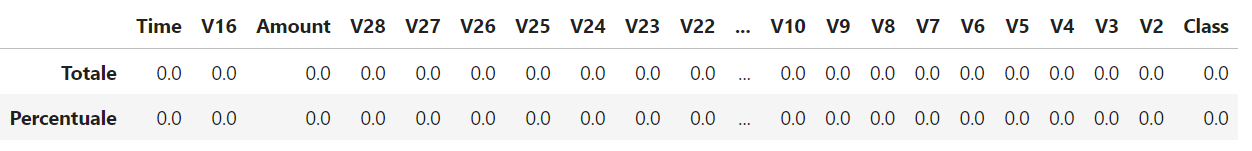 Time V16 Amount V28 V27 V26 V25 V24 V23 V22 ... V10 V9 V8 V7 V6 V5 V4 V3 V2 Class
Totale 0.0 0.0 0.0 0.0 0.0 0.0 0.0 0.0 0.0 0.0 ... 0.0 0.0 0.0 0.0 0.0 0.0 0.0 0.0 0.0 0.0
Percentuale 0.0 0.0 0.0 0.0 0.0 0.0 0.0 0.0 0.0 0.0 ... 0.0 0.0 0.0 0.0 0.0 0.0 0.0 0.0 0.0 0.0